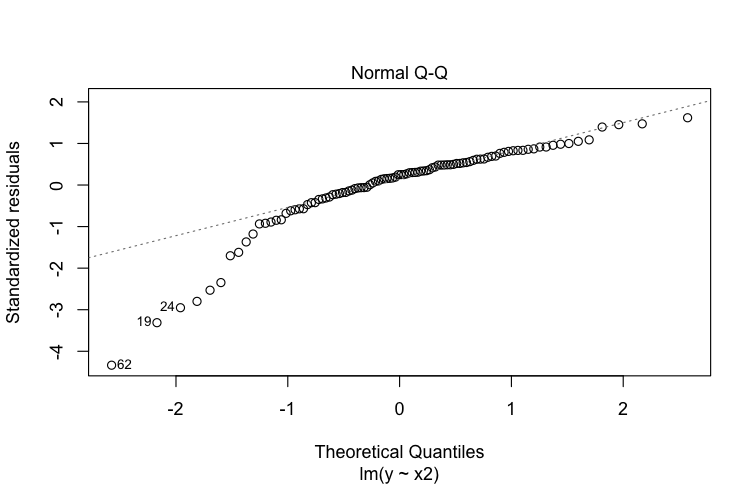 Normal Q-Q
Standardized residuals
2
1
0
-1
-2
-3
-4
24
19
62
-2 -1 0 1 2
Theoretical Quantiles
lm(y ~ x2)